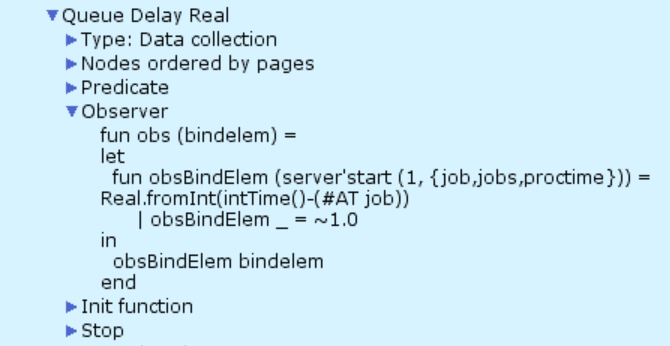 Queue Delay Real
Type: Data collection
Nodes ordered by pages
Predicate
Observer
fun obs (bindelem) =
let
fun obsBindElem (server'start (1, {job,jobs,proctime})) =
Real.fromInt(intTime()-(#AT job))
| obsBindElem _ = ~1.0
in
obsBindElem bindelem
end
Init function
Stop